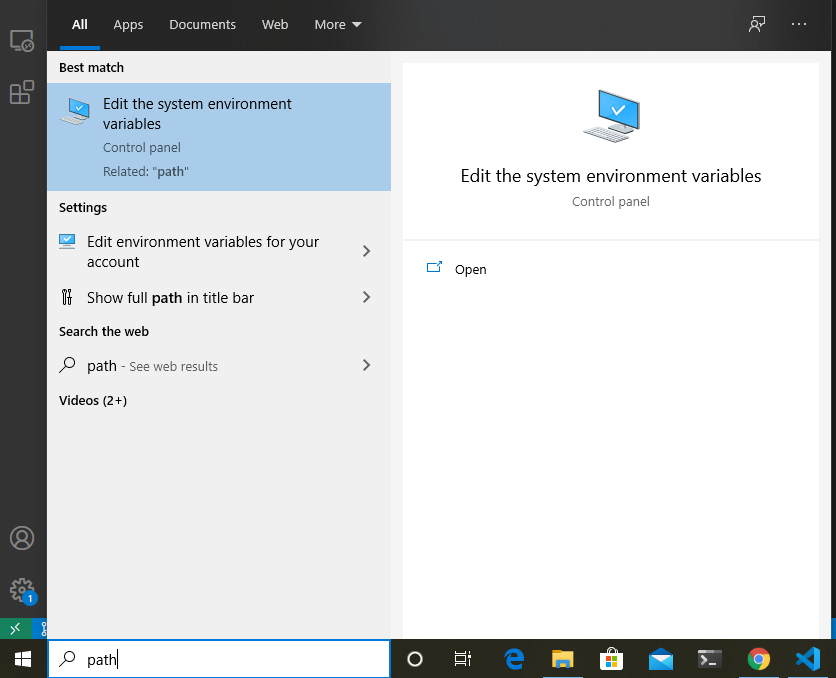 All Apps Documents Web More
Best match
Edit the system environment
variables
Control panel
Related: "path"
Settings
Edit environment variables for your
account
Show full path in title bar
Search the web
path - See web results
Videos (2+)
Edit the system environment variables
Control panel
Open
1
path